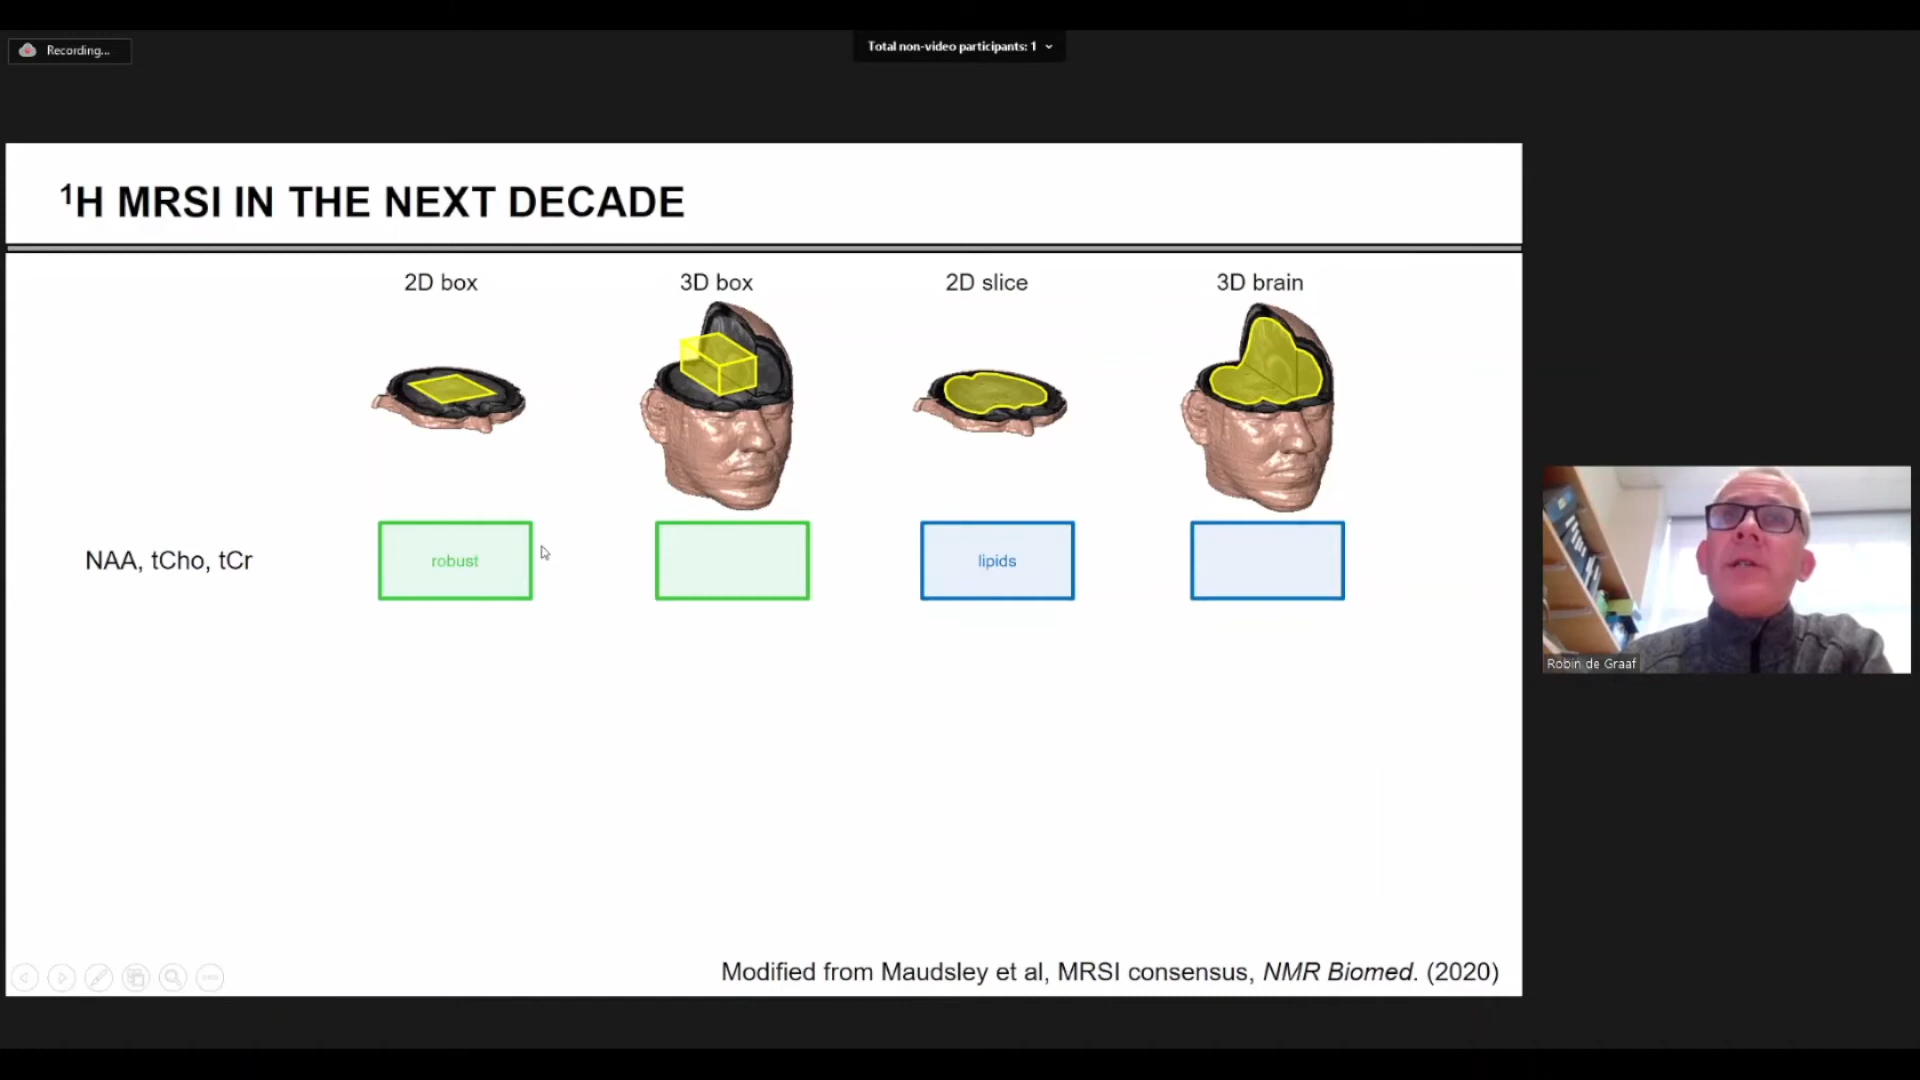 Recording...
Total non-video participants: 1
¹H MRSI IN THE NEXT DECADE
2D box
3D box
2D slice
3D brain
NAA, tCho, tCr
robust
lipids
Robin de Graaf
Modified from Maudsley et al, MRSI consensus, NMR Biomed. (2020)